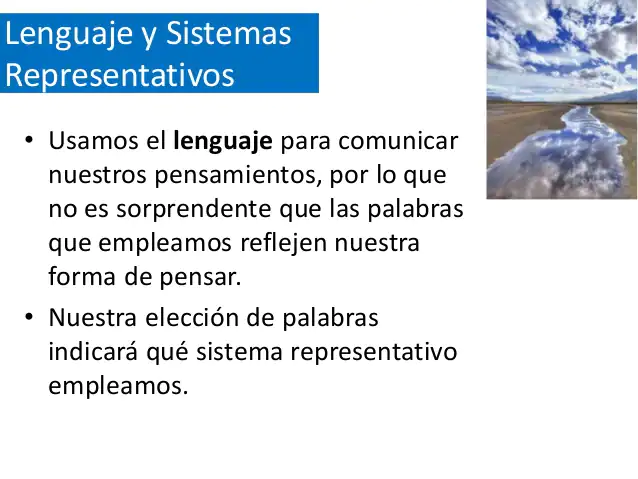 Lenguaje y Sistemas
Representativos
• Usamos el lenguaje para comunicar
nuestros pensamientos, por lo que
no es sorprendente que las palabras
que empleamos reflejen nuestra
forma de pensar.
• Nuestra elección de palabras
indicará qué sistema representativo
empleamos.